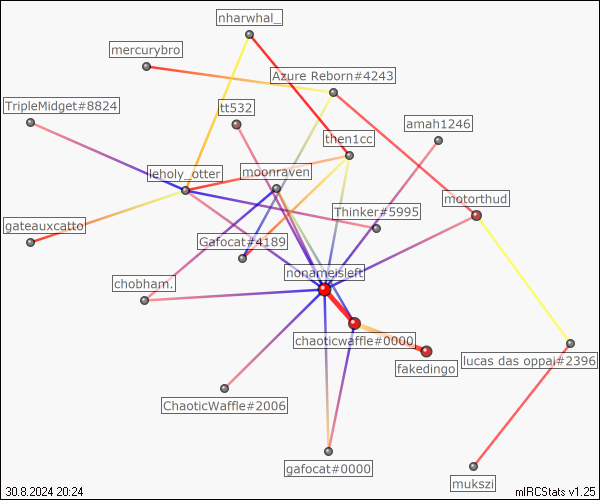 nharwhal_
mercurybro
Azure Reborn#4243
TripleMidget#8824
tt532
amah1246
then1cc
leholy_otter
moonraven
motorthud
Thinker#5995
gateauxcatto
Gafocat#4189
nonameisleft
chobham.
chaoticwaffle#0000
lucas das oppai#2396
fakedingo
ChaoticWaffle#2006
gafocat#0000
mukszi
30.8.2024 20:24
mIRCStats v1.25